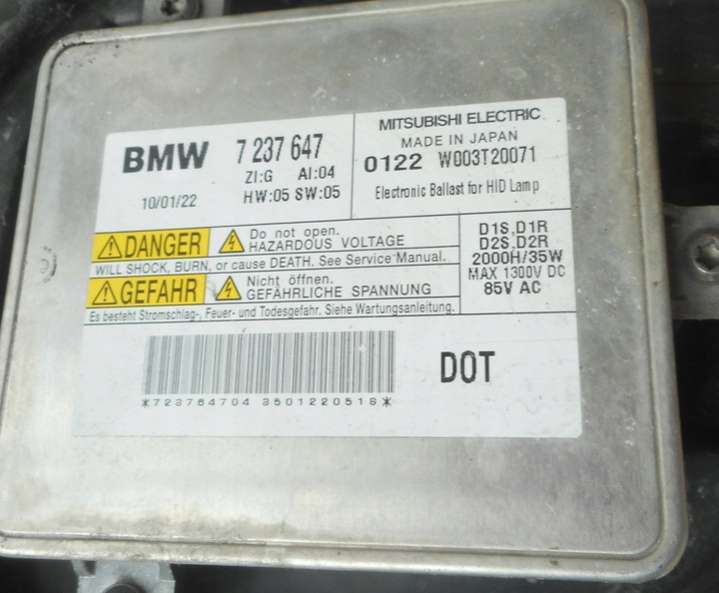 BMW 7 237 647
ZI:G AI:04
10/01/22 HW:05 SW:05
MITSUBISHI ELECTRIC
MADE IN JAPAN
0122 W003T20071
Electronic Ballast for HID Lamp
DANGER Do not open.
HAZARDOUS VOLTAGE
WILL SHOCK, BURN, or cause DEATH. See Service Manual.
GEFAHR Nicht öffnen.
GEFÄHRLICHE SPANNUNG
Es besteht Stromschlag-, Feuer- und Todesgefahr. Siehe Wartungsanleitung.
D1S,D1R
D2S,D2R
2000H/35W
MAX 1300V DC
85V AC
*723764704 3501220518*
DOT